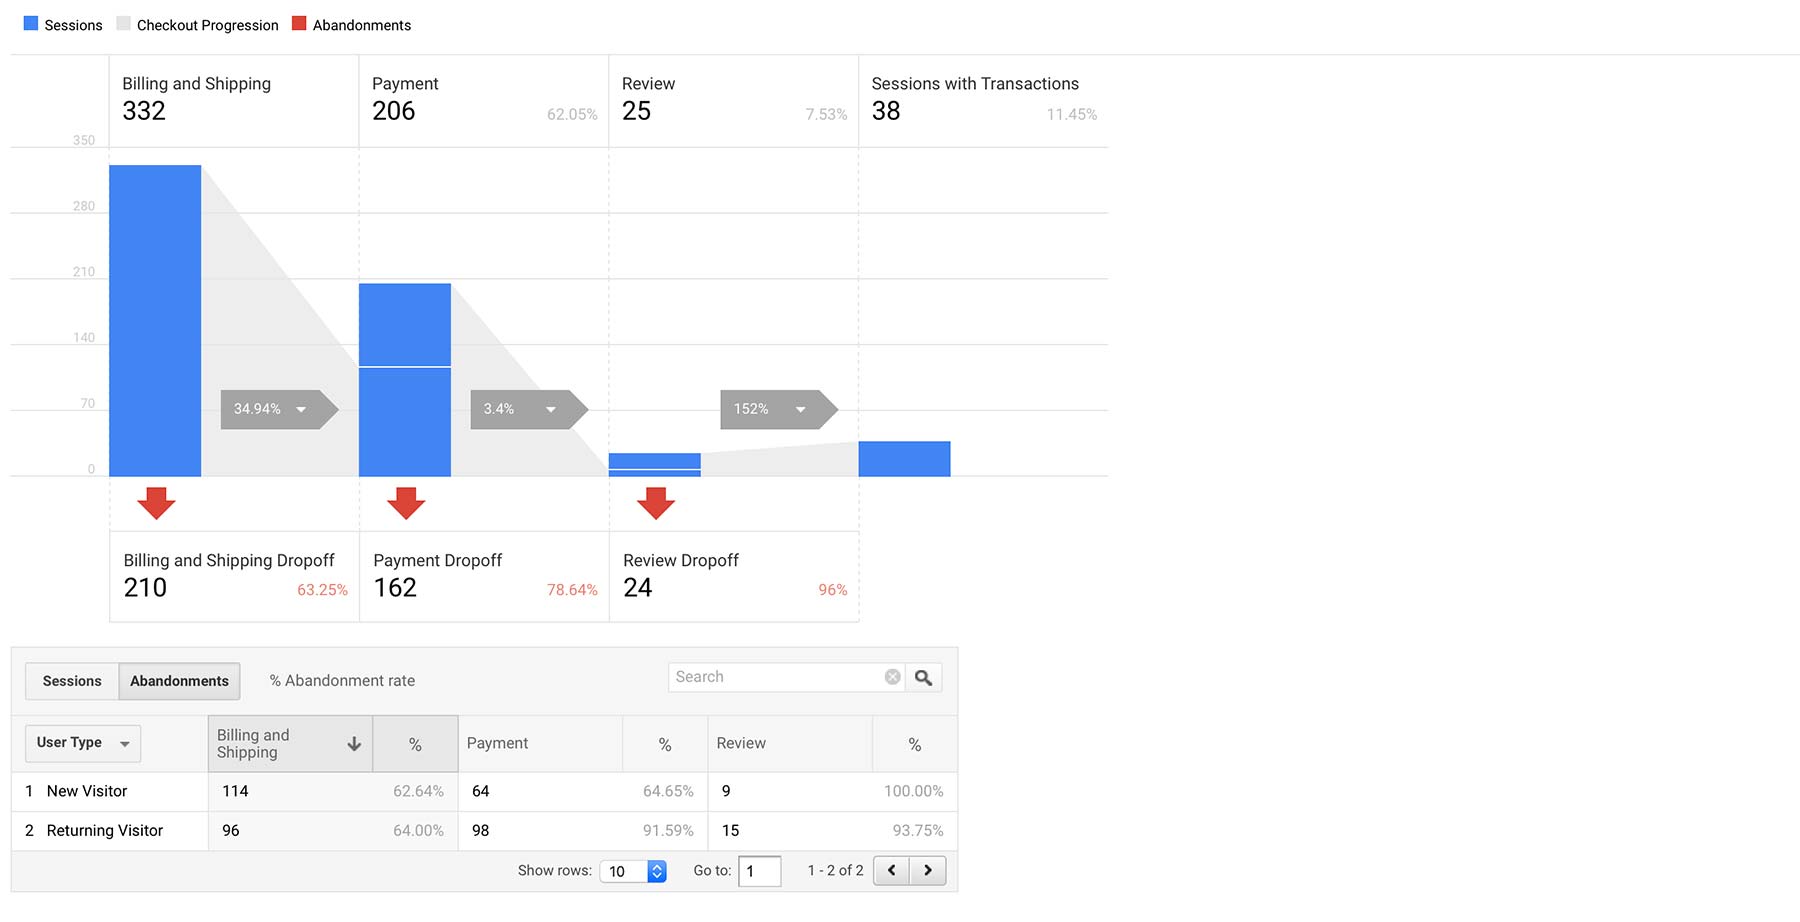 Sessions Checkout Progression Abandonments
Billing and Shipping Payment Review Sessions with Transactions
332 206 62.05% 25 7.53% 38 11.45%
350
280
210
140
70
34.94% 3.4% 152%
0
Billing and Shipping Dropoff Payment Dropoff Review Dropoff
210 63.25% 162 78.64% 24 96%
Sessions Abandonments % Abandonment rate Search
User Type Billing and Shipping % Payment % Review %
1 New Visitor 114 62.64% 64 64.65% 9 100.00%
2 Returning Visitor 96 64.00% 98 91.59% 15 93.75%
Show rows: 10 Go to: 1 1 - 2 of 2